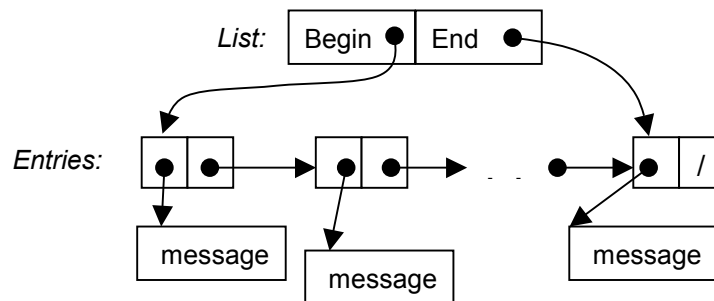 List: Begin End
Entries: . . /
message
message
message